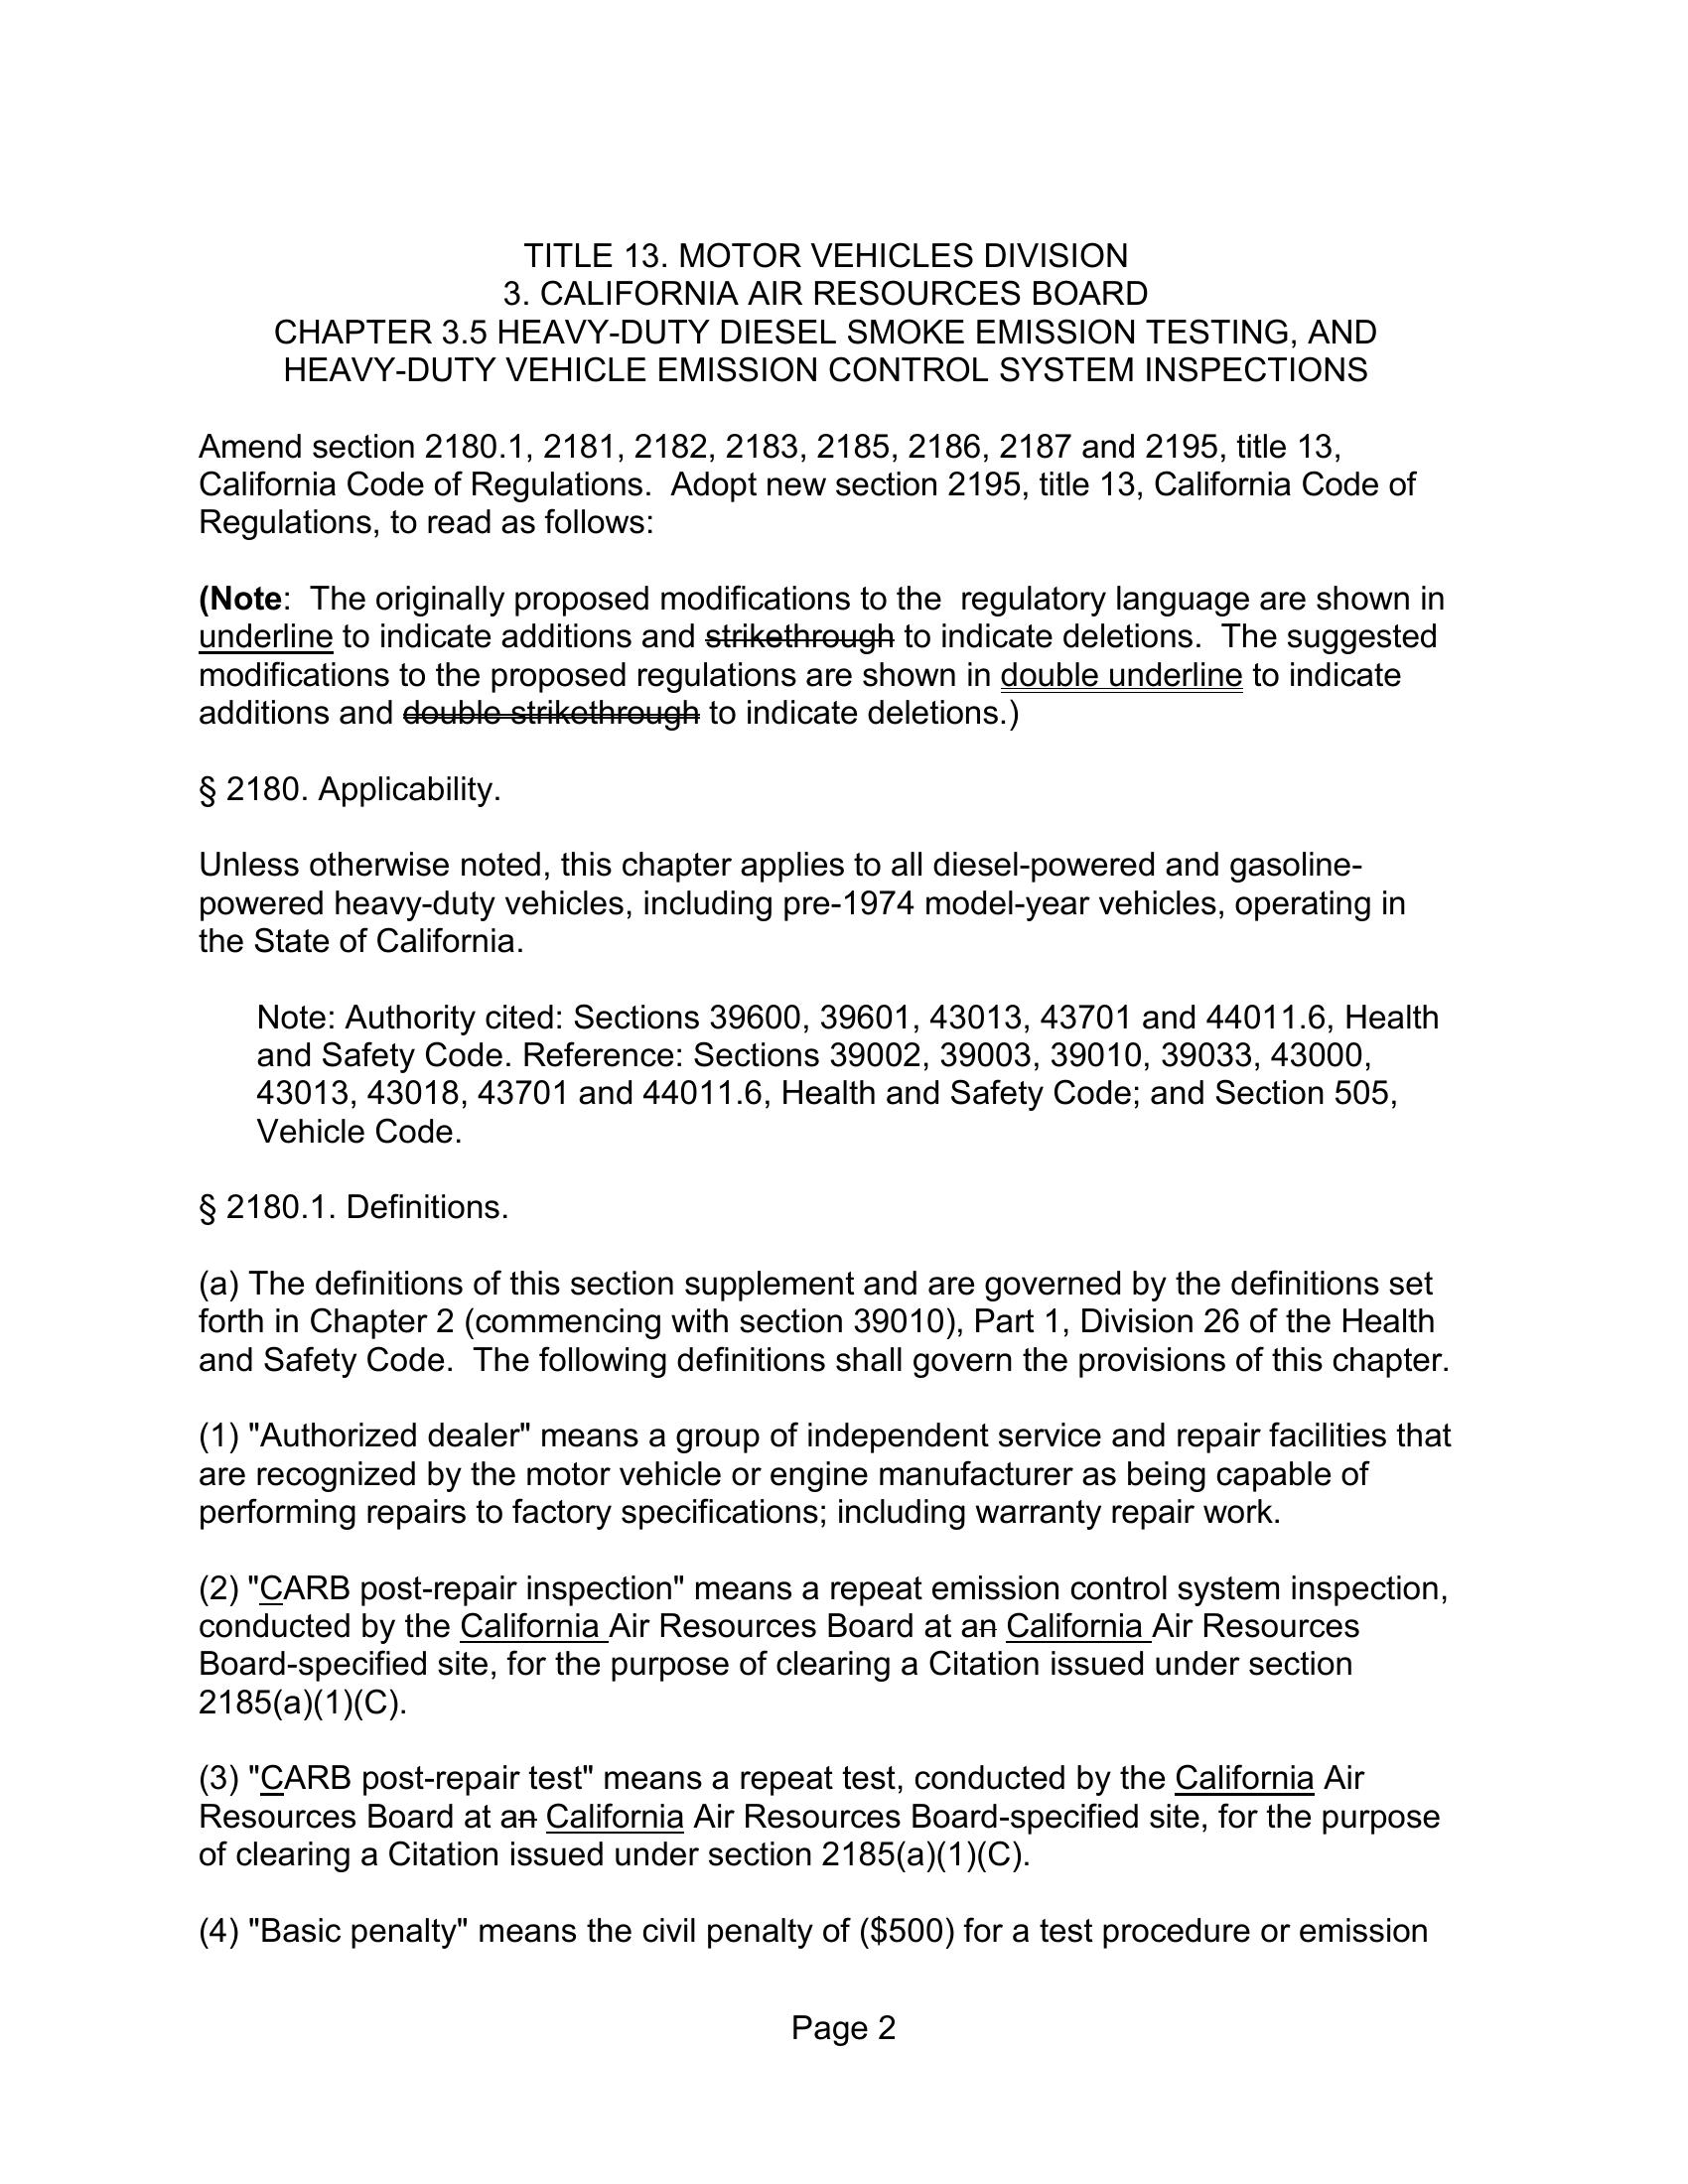 TITLE 13. MOTOR VEHICLES DIVISION
3. CALIFORNIA AIR RESOURCES BOARD
CHAPTER 3.5 HEAVY-DUTY DIESEL SMOKE EMISSION TESTING, AND
HEAVY-DUTY VEHICLE EMISSION CONTROL SYSTEM INSPECTIONS
Amend section 2180.1, 2181, 2182, 2183, 2185, 2186, 2187 and 2195, title 13,
California Code of Regulations.  Adopt new section 2195, title 13, California Code of
Regulations, to read as follows:
(Note:  The originally proposed modifications to the  regulatory language are shown in
underline to indicate additions and strikethrough to indicate deletions.  The suggested
modifications to the proposed regulations are shown in double underline to indicate
additions and double strikethrough to indicate deletions.)
§ 2180. Applicability.
Unless otherwise noted, this chapter applies to all diesel-powered and gasoline-
powered heavy-duty vehicles, including pre-1974 model-year vehicles, operating in
the State of California.
Note: Authority cited: Sections 39600, 39601, 43013, 43701 and 44011.6, Health
and Safety Code. Reference: Sections 39002, 39003, 39010, 39033, 43000,
43013, 43018, 43701 and 44011.6, Health and Safety Code; and Section 505,
Vehicle Code.
§ 2180.1. Definitions.
(a) The definitions of this section supplement and are governed by the definitions set
forth in Chapter 2 (commencing with section 39010), Part 1, Division 26 of the Health
and Safety Code.  The following definitions shall govern the provisions of this chapter.
(1) "Authorized dealer" means a group of independent service and repair facilities that
are recognized by the motor vehicle or engine manufacturer as being capable of
performing repairs to factory specifications; including warranty repair work.
(2) "CARB post-repair inspection" means a repeat emission control system inspection,
conducted by the California Air Resources Board at an California Air Resources
Board-specified site, for the purpose of clearing a Citation issued under section
2185(a)(1)(C).
(3) "CARB post-repair test" means a repeat test, conducted by the California Air
Resources Board at an California Air Resources Board-specified site, for the purpose
of clearing a Citation issued under section 2185(a)(1)(C).
(4) "Basic penalty" means the civil penalty of ($500) for a test procedure or emission
Page 2